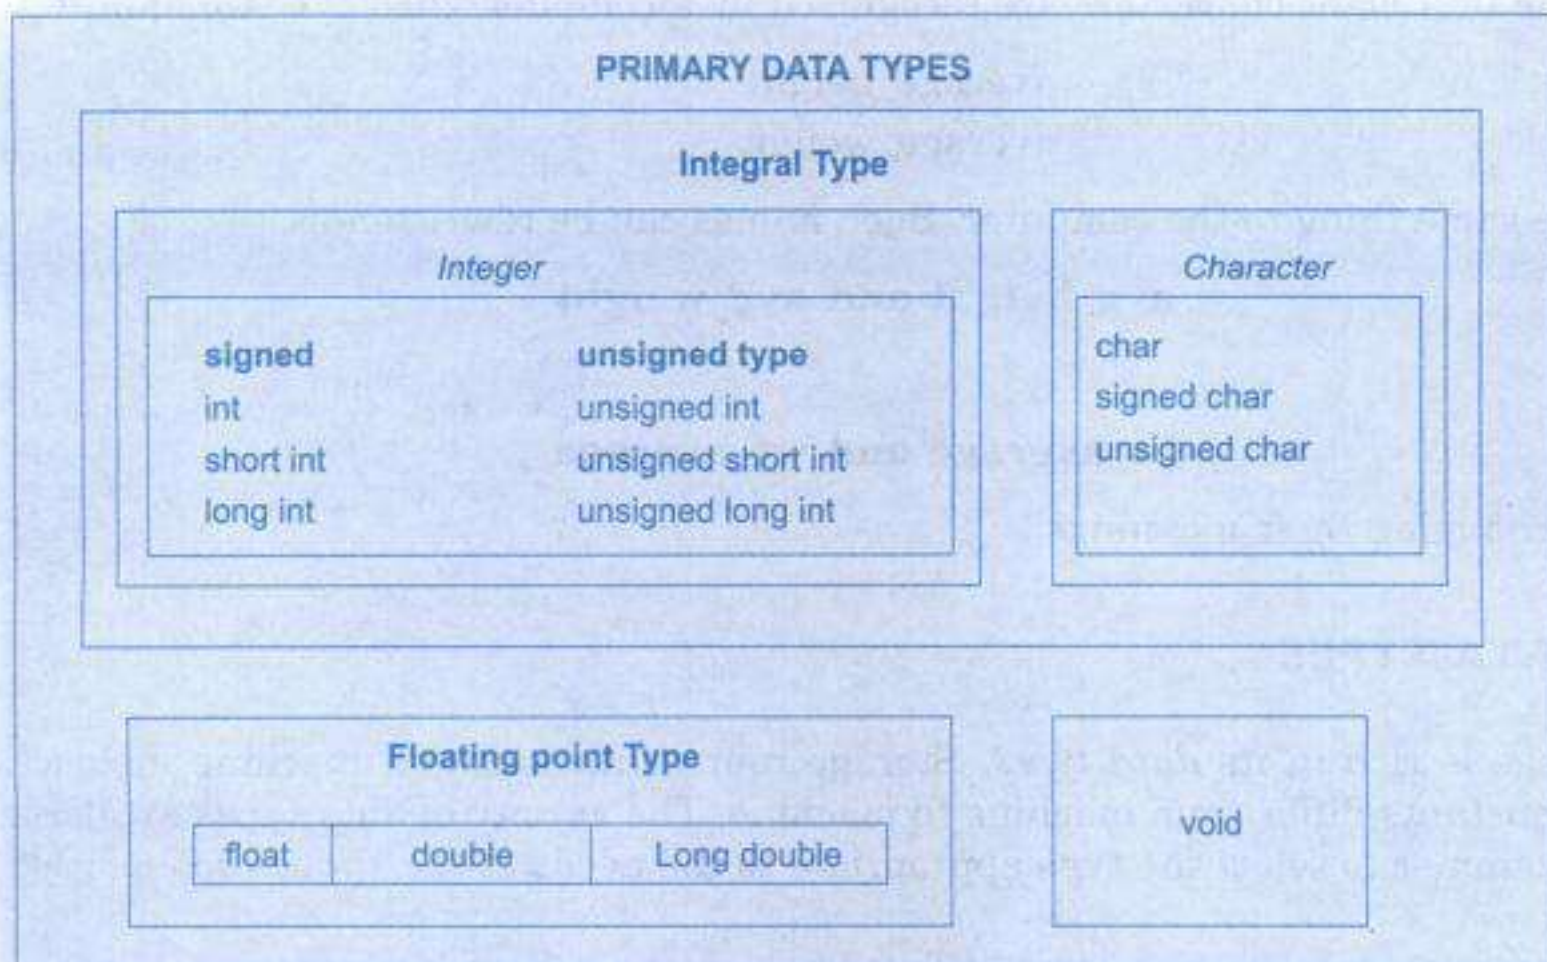 PRIMARY DATA TYPES
Integral Type
Integer
signed unsigned type
int unsigned int
short int unsigned short int
long int unsigned long int
Character
char
signed char
unsigned char
Floating point Type
float double Long double
void